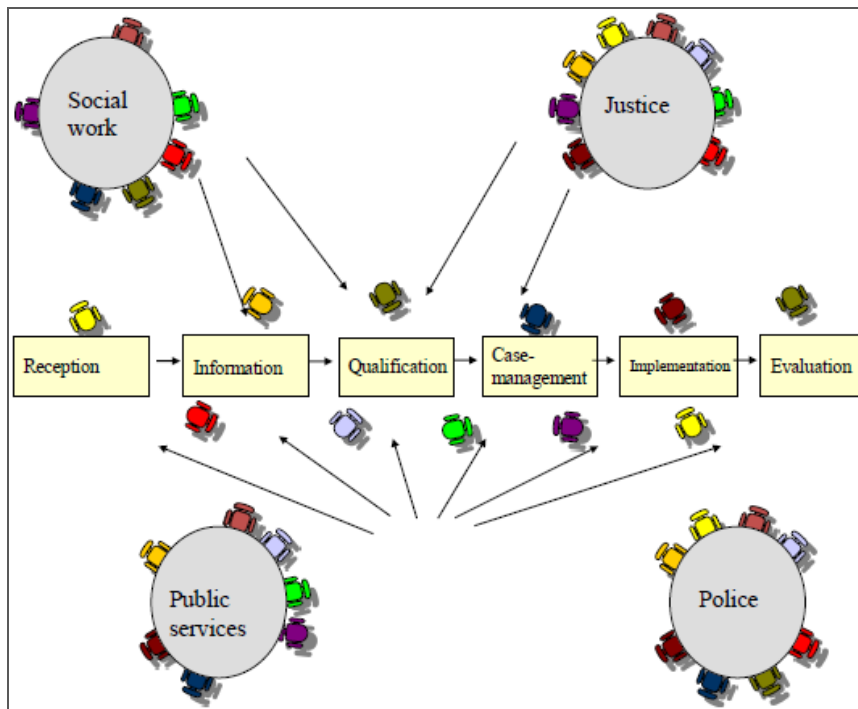 Social
work
Justice
Reception
Information
Qualification
Case-
management
Implementation
Evaluation
Public
services
Police